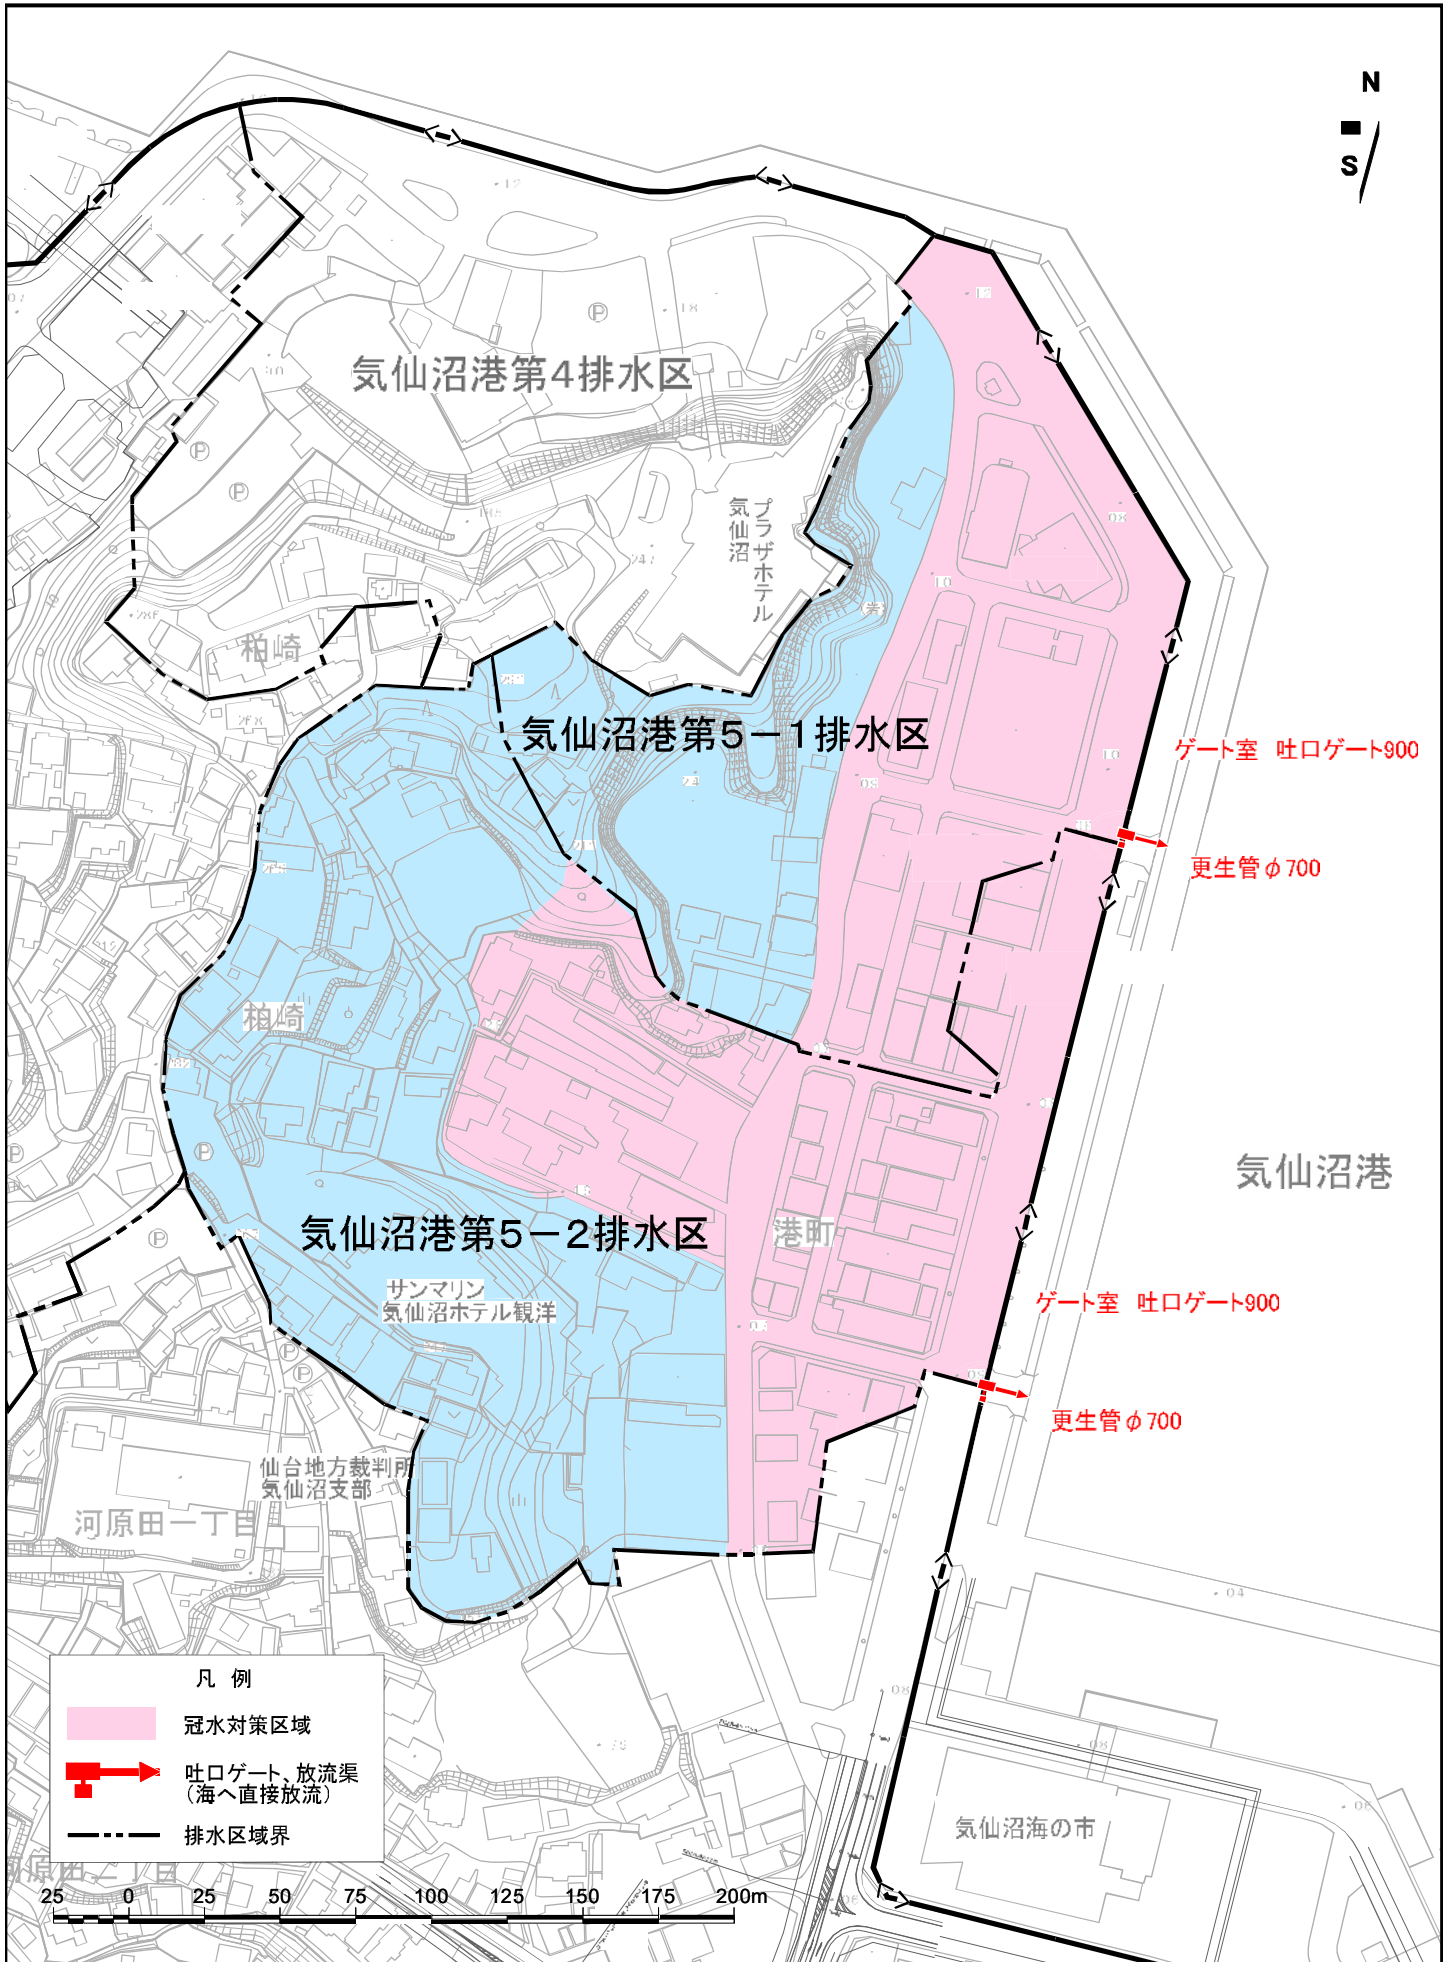 N
S
気仙沼港第4排水区
プラザホテル
気仙沼
柏崎
(岩)
気仙沼港第5-1排水区
ゲート室 吐口ゲート900
更生管φ700
柏崎
気仙沼港
気仙沼港第5-2排水区
港町
サンマリン
気仙沼ホテル観洋
ゲート室 吐口ゲート900
更生管φ700
仙台地方裁判所
気仙沼支部
河原田一丁目
凡 例
冠水対策区域
吐口ゲート、放流渠
(海へ直接放流)
排水区域界
気仙沼海の市
河原田二丁目
25 0 25 50 75 100 125 150 175 200m